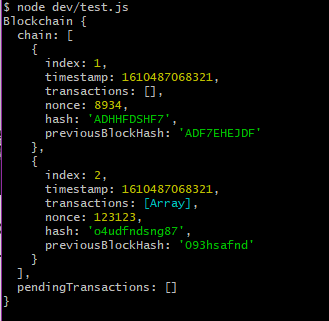 $ node dev/test.js
Blockchain {
  chain: [
    {
      index: 1,
      timestamp: 1610487068321,
      transactions: [],
      nonce: 8934,
      hash: 'ADHHFDSHF7',
      previousBlockHash: 'ADF7EHEJDF'
    },
    {
      index: 2,
      timestamp: 1610487068321,
      transactions: [Array],
      nonce: 123123,
      hash: 'o4udfndsng87',
      previousBlockHash: '093hsafnd'
    }
  ],
  pendingTransactions: []
}